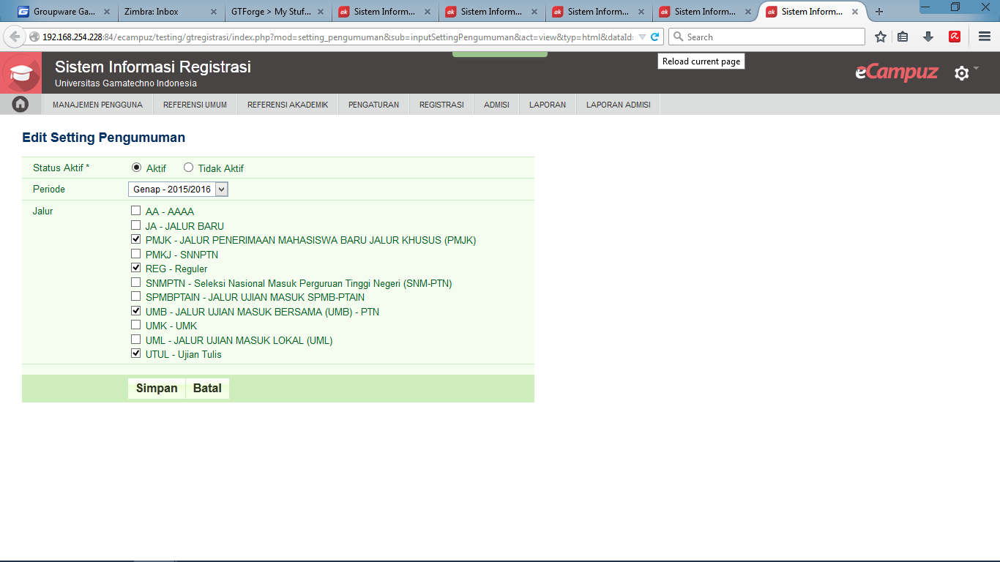 Groupware Ga...
Zimbra: Inbox
GTForge > My Stuf...
ak Sistem Inform...
ak Sistem Inform...
ak Sistem Inform...
ak Sistem Inform...
ak Sistem Inform...
192.168.254.228:84/ecampuz/testing/gtregistrasi/index.php?mod=setting_pengumuman&sub=inputSettingPengumuman&act=view&typ=html&dataId:
Search
Reload current page
Sistem Informasi Registrasi
Universitas Gamatechno Indonesia
eCampuz
MANAJEMEN PENGGUNA
REFERENSI UMUM
REFERENSI AKADEMIK
PENGATURAN
REGISTRASI
ADMISI
LAPORAN
LAPORAN ADMISI
Edit Setting Pengumuman
Status Aktif * Aktif Tidak Aktif
Periode Genap - 2015/2016
Jalur AA - AAAA
JA - JALUR BARU
PMJK - JALUR PENERIMAAN MAHASISWA BARU JALUR KHUSUS (PMJK)
PMKJ - SNNPTN
REG - Reguler
SNMPTN - Seleksi Nasional Masuk Perguruan Tinggi Negeri (SNM-PTN)
SPMBPTAIN - JALUR UJIAN MASUK SPMB-PTAIN
UMB - JALUR UJIAN MASUK BERSAMA (UMB) - PTN
UMK - UMK
UML - JALUR UJIAN MASUK LOKAL (UML)
UTUL - Ujian Tulis
Simpan Batal